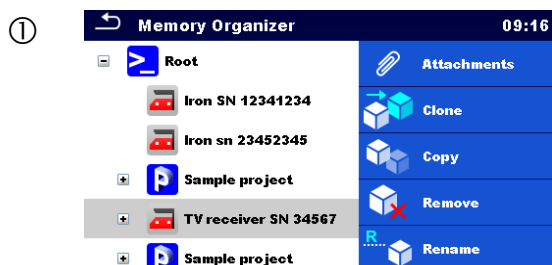 ①
Memory Organizer 09:16
Root
Attachments
Iron SN 12341234
Clone
Iron sn 23452345
Copy
Sample project
Remove
TV receiver SN 34567
R
Rename
Sample project